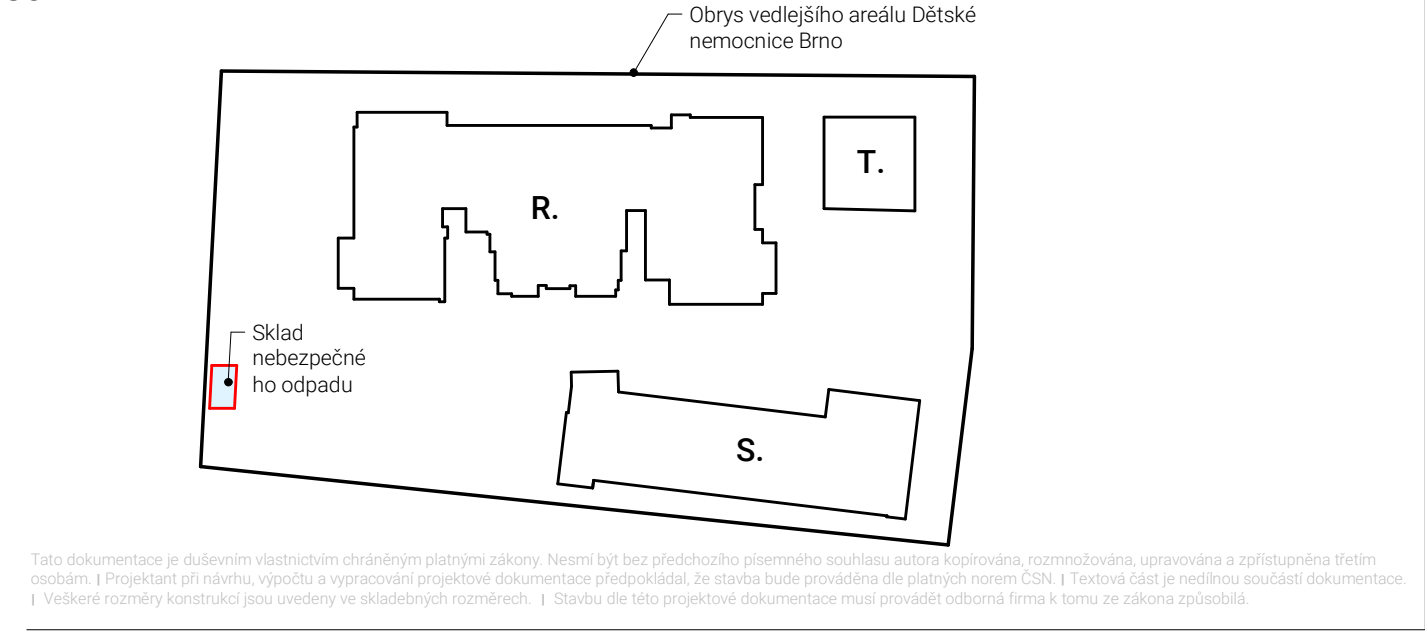 Obrys vedlejšího areálu Dětské
nemocnice Brno
T.
R.
Sklad
nebezpečné
ho odpadu
S.
Tato dokumentace je duševním vlastnictvím chráněným platnými zákony. Nesmí být bez předchozího písemného souhlasu autora kopírována, rozmnožována, upravována a zpřístupněna třetím
osobám. | Projektant při návrhu, výpočtu a vypracování projektové dokumentace předpokládal, že stavba bude prováděna dle platných norem ČSN. | Textová část je nedílnou součástí dokumentace.
| Veškeré rozměry konstrukcí jsou uvedeny ve skladebných rozměrech. | Stavbu dle této projektové dokumentace musí provádět odborná firma k tomu ze zákona způsobilá.